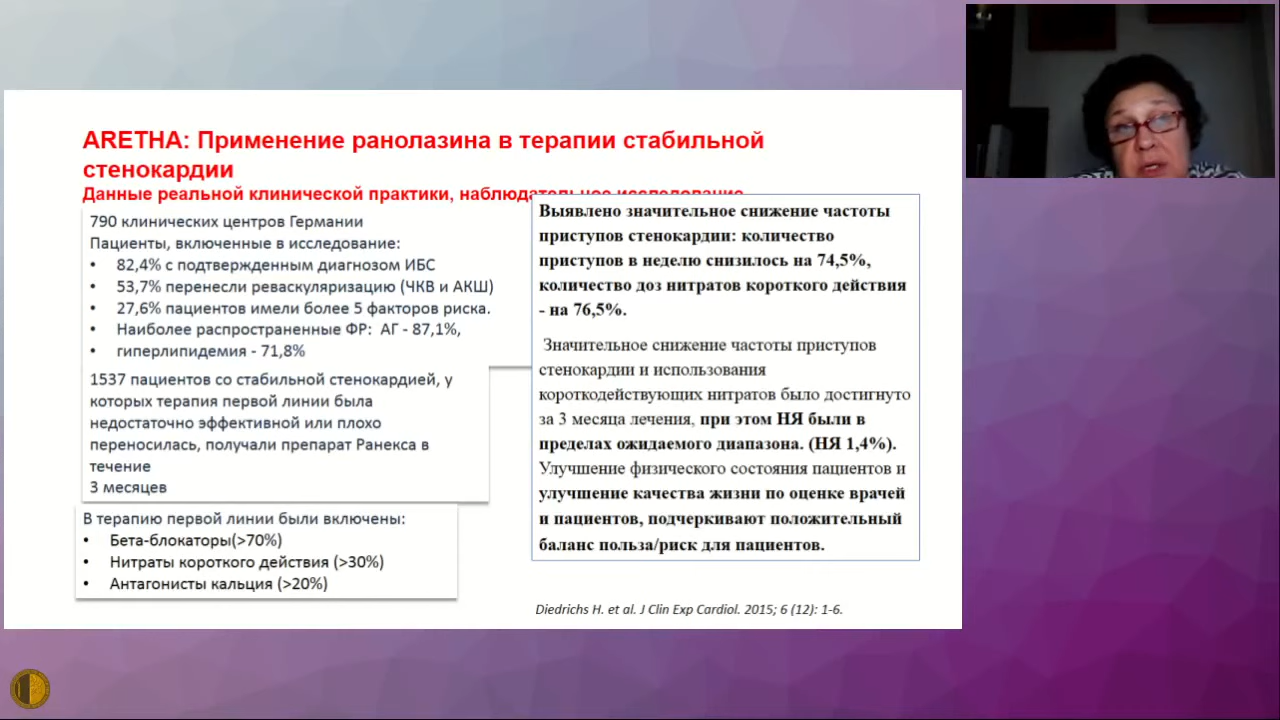 ARETHA: Применение ранолазина в терапии стабильной
стенокардии
Данные реальной клинической практики, наблюдательное исследование
790 клинических центров Германии
Пациенты, включенные в исследование:
• 82,4% с подтвержденным диагнозом ИБС
• 53,7% перенесли реваскуляризацию (ЧКВ и АКШ)
• 27,6% пациентов имели более 5 факторов риска.
• Наиболее распространенные ФР: АГ - 87,1%,
• гиперлипидемия - 71,8%
1537 пациентов со стабильной стенокардией, у
которых терапия первой линии была
недостаточно эффективной или плохо
переносилась, получали препарат Ранекса в
течение
3 месяцев
В терапию первой линии были включены:
• Бета-блокаторы(>70%)
• Нитраты короткого действия (>30%)
• Антагонисты кальция (>20%)
Выявлено значительное снижение частоты
приступов стенокардии: количество
приступов в неделю снизилось на 74,5%,
количество доз нитратов короткого действия
- на 76,5%.
Значительное снижение частоты приступов
стенокардии и использования
короткодействующих нитратов было достигнуто
за 3 месяца лечения, при этом НЯ были в
пределах ожидаемого диапазона. (НЯ 1,4%).
Улучшение физического состояния пациентов и
улучшение качества жизни по оценке врачей
и пациентов, подчеркивают положительный
баланс польза/риск для пациентов.
Diedrichs H. et al. J Clin Exp Cardiol. 2015; 6 (12): 1-6.